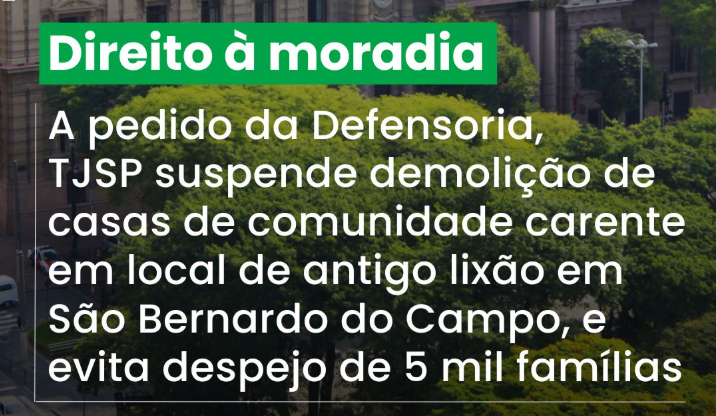 Direito à moradia
A pedido da Defensoria,
TJSP suspende demolição de
casas de comunidade carente
em local de antigo lixão em
São Bernardo do Campo, e
evita despejo de 5 mil famílias